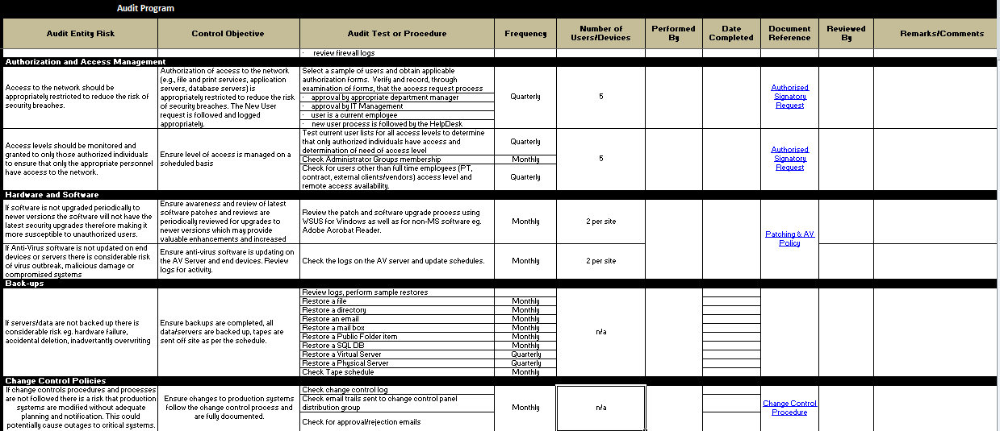 Audit Program
Audit Entity Risk
Control Objective
Audit Test or Procedure
Frequency
Number of
Users/Devices
Performed
By
Date
Completed
Document
Reference
Reviewed
By
Remarks/Comments
· review firewall logs
Authorization and Access Management
Access to the network should be
appropriately restricted to reduce the risk of
security breaches.
Authorization of access to the network
(e.g., file and print services, application
servers, database servers) is
appropriately restricted to reduce the risk
of security breaches. The New User
request is followed and logged
appropriately.
Select a sample of users and obtain applicable
authorization forms. Verify and record, through
examination of forms, that the access request process
· approval by appropriate department manager
· approval by IT Management
· user is a current employee
· new user process is followed by the HelpDesk
Quarterly
5
Authorised
Signatory
Request
Access levels should be monitored and
granted to only those authorized individuals
to ensure that only the appropriate personnel
have access to the network.
Ensure level of access is managed on a
scheduled basis
Test current user lists for all access levels to determine
that only authorized individuals have access and
determination of need of access level
Quarterly
Check Administrator Groups membership
Monthly
Check for users other than full time employees (PT,
contract, external clients/vendors) access level and
remote access availability.
Quarterly
5
Authorised
Signatory
Request
Hardware and Software
If software is not upgraded periodically to
newer versions the software will not have the
latest security upgrades therefore making it
more susceptible to unauthorized users.
Ensure awareness and review of latest
software patches and reviews are
periodically reviewed for upgrades to
newer versions which may provide
valuable enhancements and increased
Review the patch and software upgrade process using
WSUS for Windows as well as for non-MS software eg.
Adobe Acrobat Reader.
Monthly
2 per site
Patching & AV
Policy
If Anti-Virus software is not updated on end
devices or servers there is considerable risk
of virus outbreak, malicious damage or
compromised systems
Ensure anti-virus software is updating on
the AV Server and end devices. Review
logs for activity.
Check the logs on the AV server and update schedules.
Monthly
2 per site
Back-ups
If servers/data are not backed up there is
considerable risk eg. hardware failure,
accidental deletion, inadvertantly overwriting
Ensure backups are completed, all
data/servers are backed up, tapes are
sent off site as per the schedule.
Review logs, perform sample restores
Restore a file
Monthly
Restore a directory
Monthly
Restore an email
Monthly
Restore a mail box
Monthly
Restore a Public Folder item
Monthly
Restore a SQL DB
Monthly
Restore a Virtual Server
Quarterly
Restore a Physical Server
Quarterly
Check Tape schedule
Monthly
n/a
Change Control Policies
If change controls procedures and processes
are not followed there is a risk that production
systems are modified without adequate
planning and notification. This could
potentially cause outages to critical systems.
Ensure changes to production systems
follow the change control process and
are fully documented.
Check change control log
Check email trails sent to change control panel
distribution group
Check for approval/rejection emails
Monthly
n/a
Change Control
Procedure